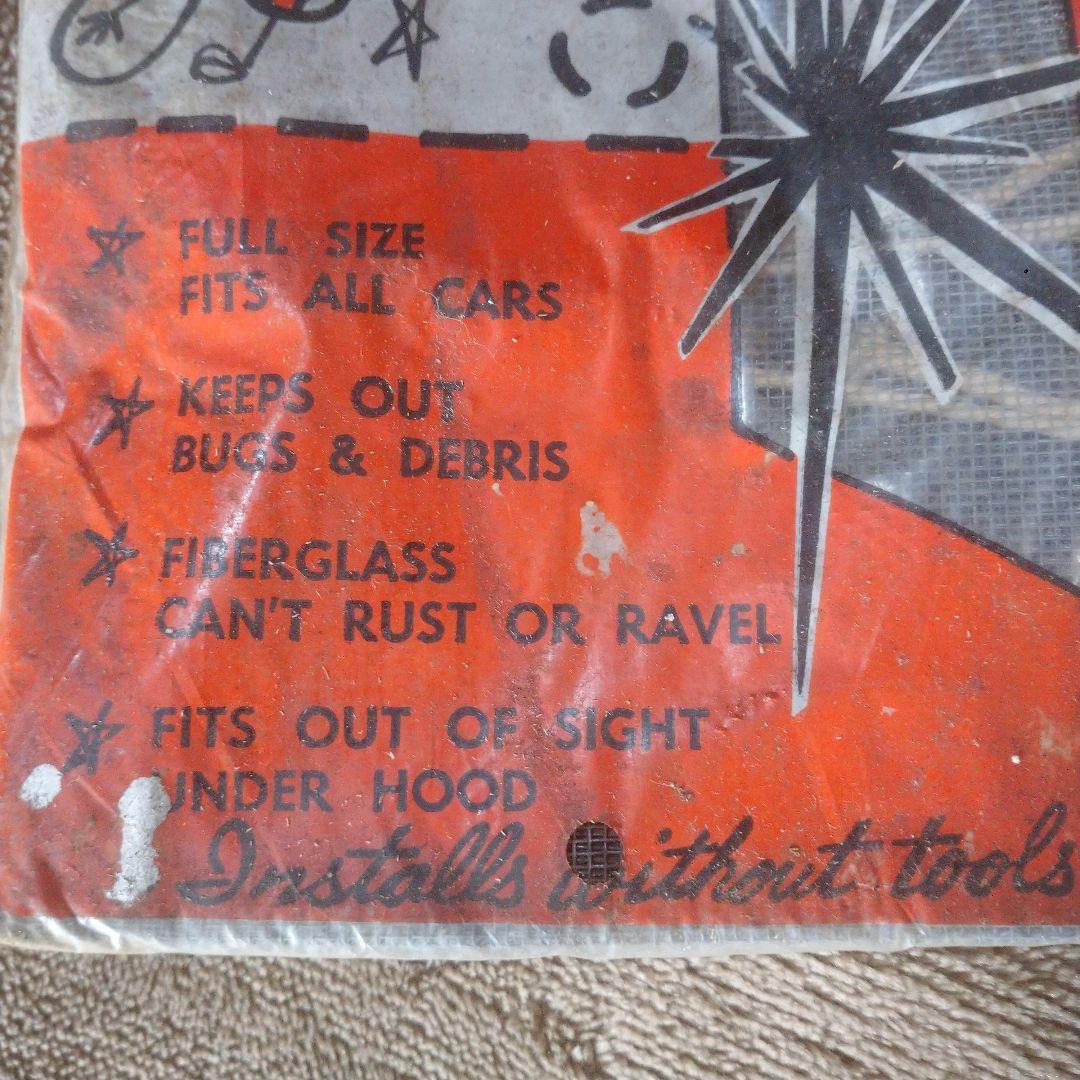 FULL SIZE
FITS ALL CARS
KEEPS OUT
BUGS & DEBRIS
FIBERGLASS
CAN'T RUST OR RAVEL
FITS OUT OF SIGHT
UNDER HOOD
Installs without tools